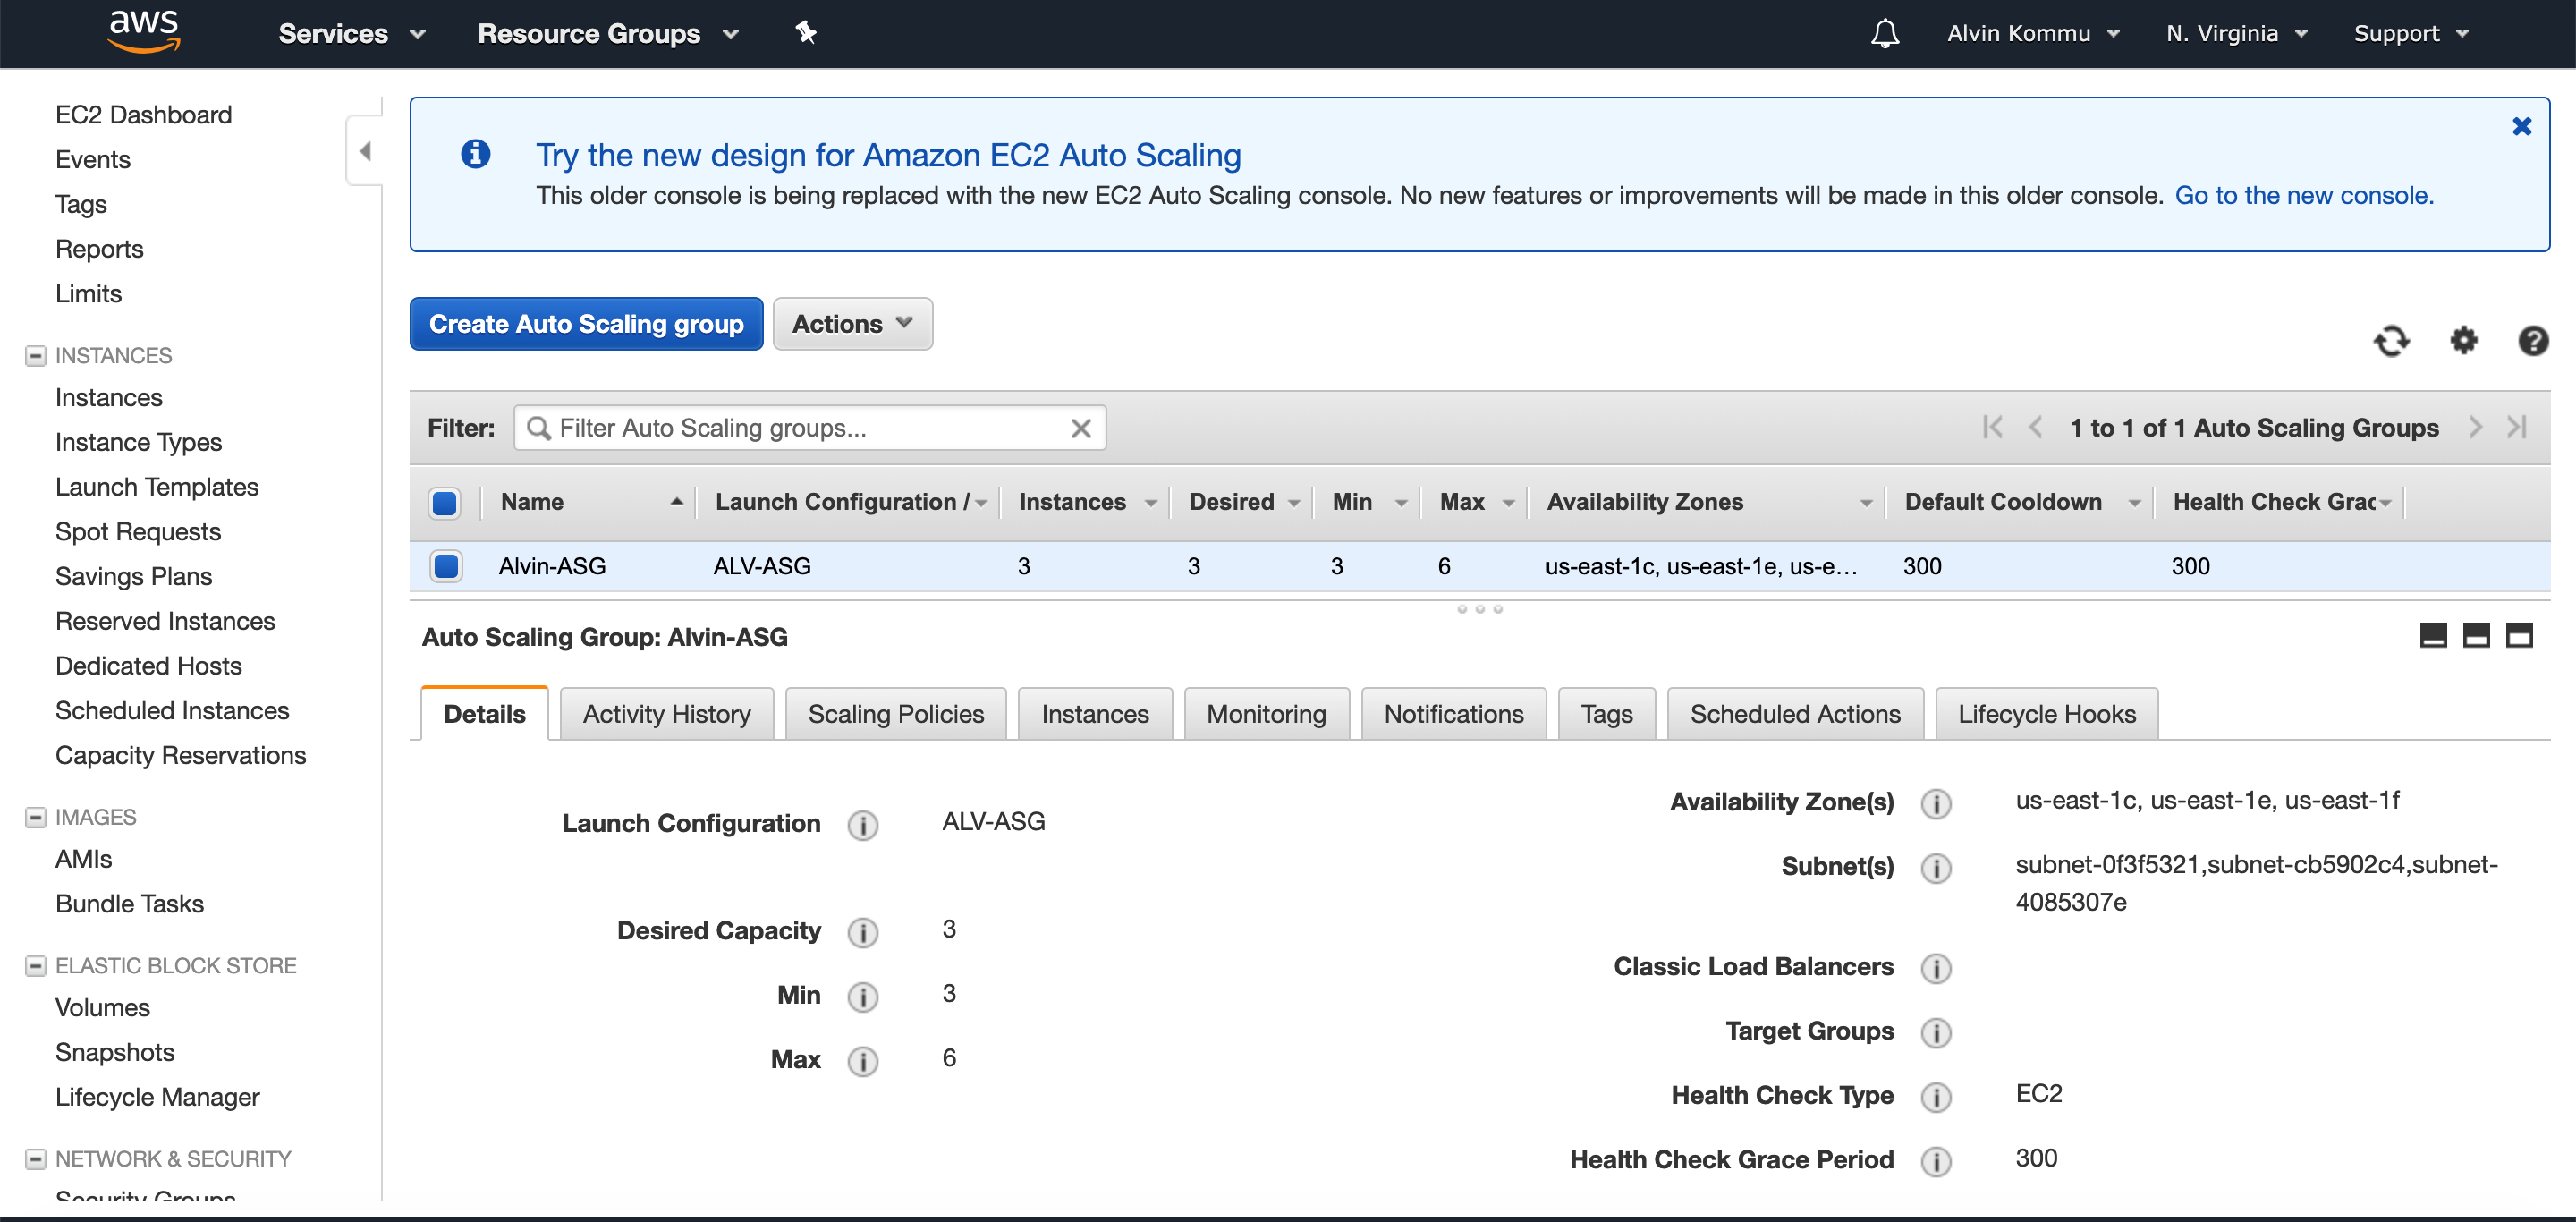 aws Services Resource Groups Alvin Kommu N. Virginia Support
EC2 Dashboard
Events
Tags
Reports
Limits
INSTANCES
Instances
Instance Types
Launch Templates
Spot Requests
Savings Plans
Reserved Instances
Dedicated Hosts
Scheduled Instances
Capacity Reservations
IMAGES
AMIs
Bundle Tasks
ELASTIC BLOCK STORE
Volumes
Snapshots
Lifecycle Manager
NETWORK & SECURITY
Security Groups
Try the new design for Amazon EC2 Auto Scaling
This older console is being replaced with the new EC2 Auto Scaling console. No new features or improvements will be made in this older console. Go to the new console.
Create Auto Scaling group Actions
Filter: Filter Auto Scaling groups... 1 to 1 of 1 Auto Scaling Groups
Name Launch Configuration / Instances Desired Min Max Availability Zones Default Cooldown Health Check Grac
Alvin-ASG ALV-ASG 3 3 3 6 us-east-1c, us-east-1e, us-e... 300 300
Auto Scaling Group: Alvin-ASG
Details Activity History Scaling Policies Instances Monitoring Notifications Tags Scheduled Actions Lifecycle Hooks
Launch Configuration ALV-ASG
Desired Capacity 3
Min 3
Max 6
Availability Zone(s) us-east-1c, us-east-1e, us-east-1f
Subnet(s) subnet-0f3f5321,subnet-cb5902c4,subnet-
4085307e
Classic Load Balancers
Target Groups
Health Check Type EC2
Health Check Grace Period 300